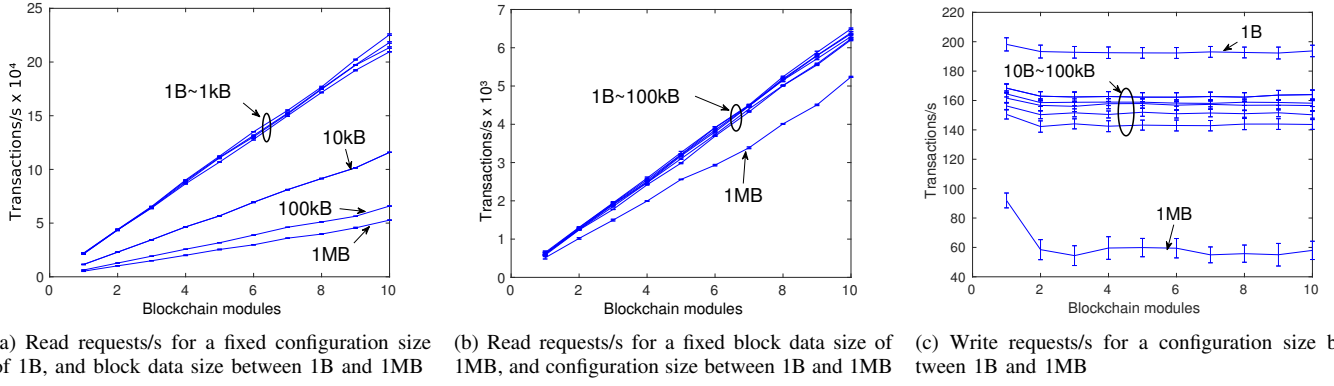 25
20
15
10
5
0
Transactions/s x 10⁴
0 2 4 6 8 10
Blockchain modules
1B~1kB
10kB
100kB
1MB
7
6
5
4
3
2
1
0
Transactions/s x 10³
0 2 4 6 8 10
Blockchain modules
1B~100kB
1MB
220
200
180
160
140
120
100
80
60
40
Transactions/s
0 1 2 3 4 5 6 7 8 9 10
Blockchain modules
1B
10B~100kB
1MB
a) Read requests/s for a fixed configuration size
of 1B, and block data size between 1B and 1MB
(b) Read requests/s for a fixed block data size of
1MB, and configuration size between 1B and 1MB
(c) Write requests/s for a configuration size b
tween 1B and 1MB